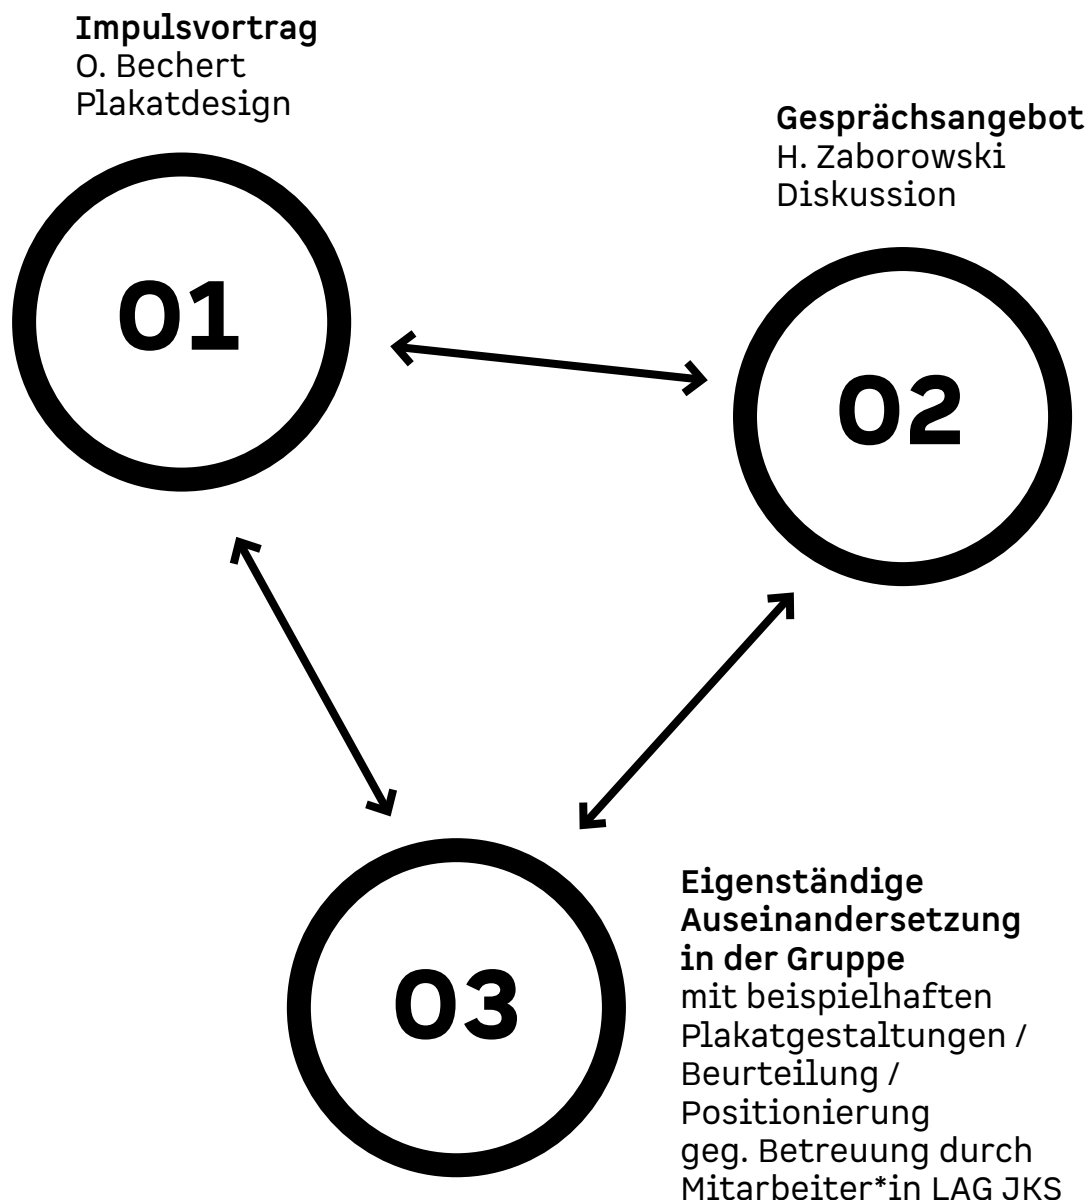 Impulsvortrag
O. Bechert
Plakatdesign
01
Gesprächsangebot
H. Zaborowski
Diskussion
02
03
Eigenständige
Auseinandersetzung
in der Gruppe
mit beispielhaften
Plakatgestaltungen /
Beurteilung /
Positionierung
geg. Betreuung durch
Mitarbeiter*in LAG JKS